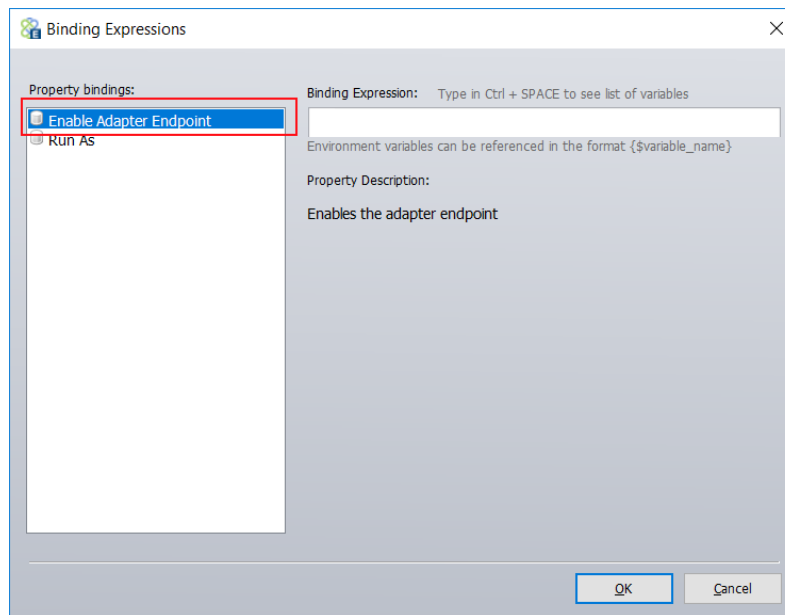 Binding Expressions
Property bindings:
Enable Adapter Endpoint
Run As
Binding Expression: Type in Ctrl + SPACE to see list of variables
Environment variables can be referenced in the format {$variable_name}
Property Description:
Enables the adapter endpoint
OK Cancel